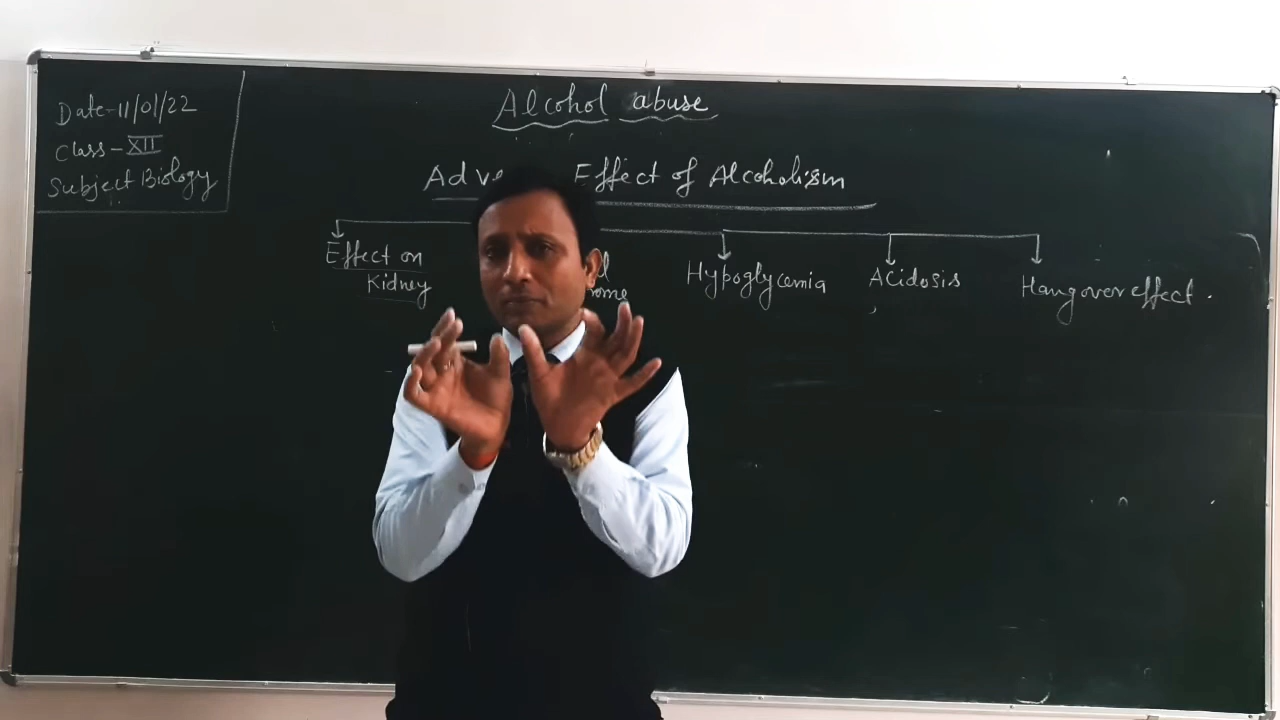 Date-11/01/22
Class-XII
Subject Biology
Alcohol abuse
Effect of Alcoholism
Effect on
Kidney
Hypoglycemia
Acidosis
Hangover effect.